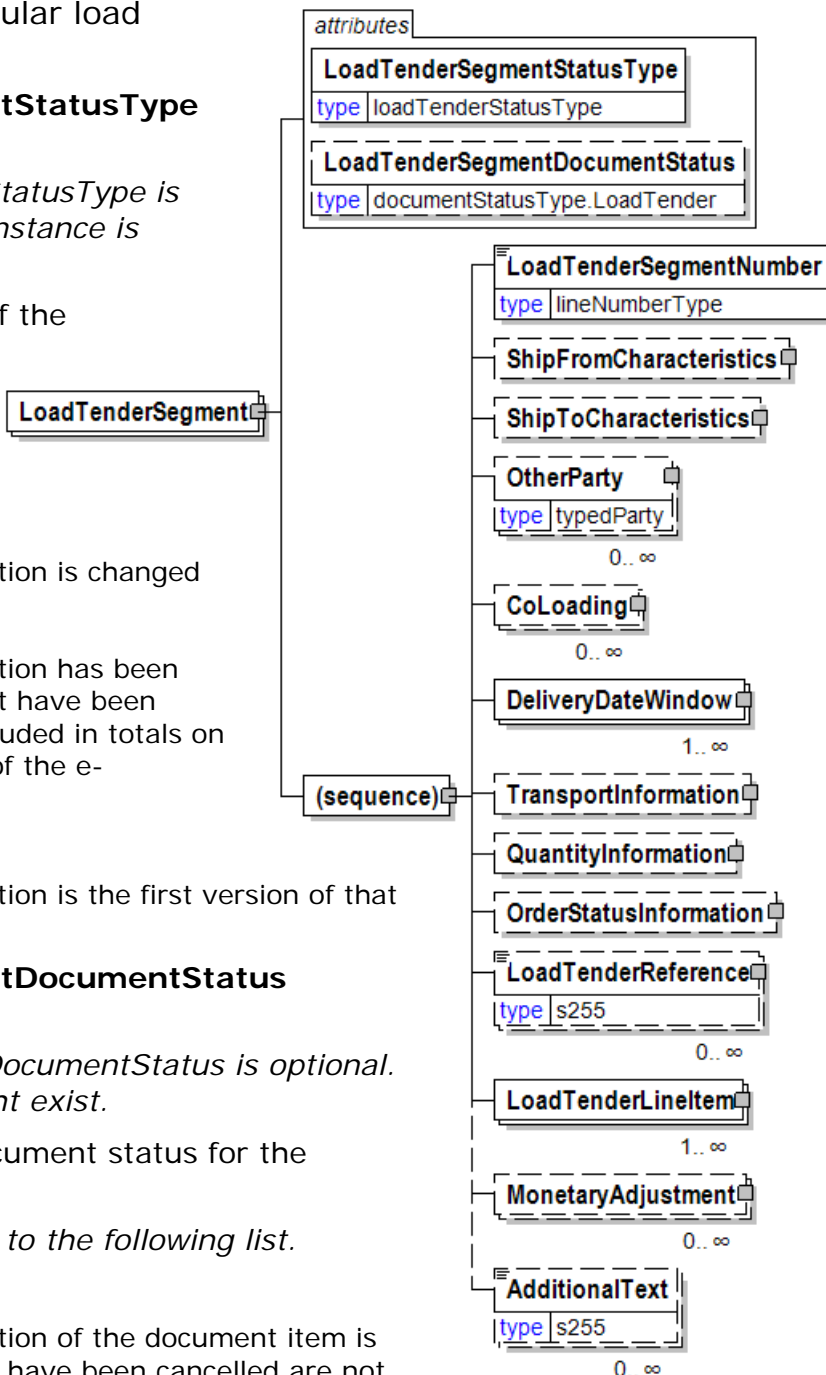 ular load
tStatusType
StatusType is
nstance is
f the
tion is changed
tion has been
t have been
uded in totals on
of the e-
tion is the first version of that
tDocumentStatus
DocumentStatus is optional.
nt exist.
cument status for the
to the following list.
tion of the document item is
have been cancelled are not
LoadTenderSegment
attributes
LoadTenderSegmentStatusType
type loadTenderStatusType
LoadTenderSegmentDocumentStatus
type documentStatusType.LoadTender
(sequence)
LoadTenderSegmentNumber
type lineNumberType
ShipFromCharacteristics
ShipToCharacteristics
OtherParty
type typedParty
0.. ∞
CoLoading
0.. ∞
DeliveryDateWindow
1.. ∞
TransportInformation
QuantityInformation
OrderStatusInformation
LoadTenderReference
type s255
0.. ∞
LoadTenderLineItem
1.. ∞
MonetaryAdjustment
0.. ∞
AdditionalText
type s255
0.. ∞